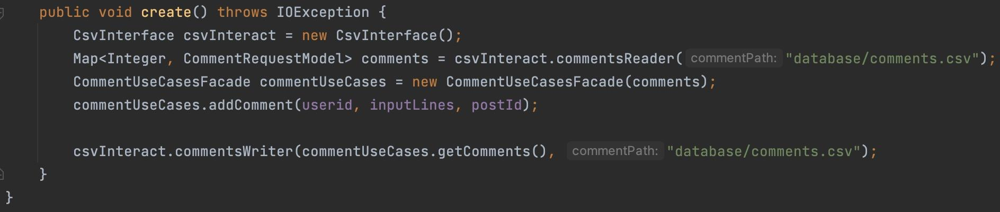 public void create() throws IOException {
CsvInterface csvInteract = new CsvInterface();
Map<Integer, CommentRequestModel> comments = csvInteract.commentsReader( commentPath: "database/comments.csv");
CommentUseCasesFacade commentUseCases = new CommentUseCasesFacade(comments);
commentUseCases.addComment(userid, inputLines, postId);
csvInteract.commentsWriter(commentUseCases.getComments(), commentPath: "database/comments.csv");
}
}